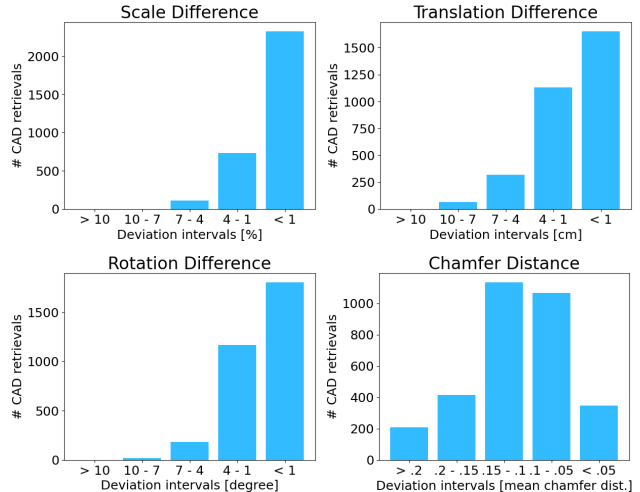 Scale Difference
# CAD retrievals
2000
1500
1000
500
0
> 10 10 - 7 7 - 4 4 - 1 < 1
Deviation intervals [%]
Translation Difference
# CAD retrievals
1500
1250
1000
750
500
250
0
> 10 10 - 7 7 - 4 4 - 1 < 1
Deviation intervals [cm]
Rotation Difference
# CAD retrievals
1500
1000
500
0
> 10 10 - 7 7 - 4 4 - 1 < 1
Deviation intervals [degree]
Chamfer Distance
# CAD retrievals
1000
800
600
400
200
0
> .2 .2 - .15 .15 - .1 .1 - .05 < .05
Deviation intervals [mean chamfer dist.]